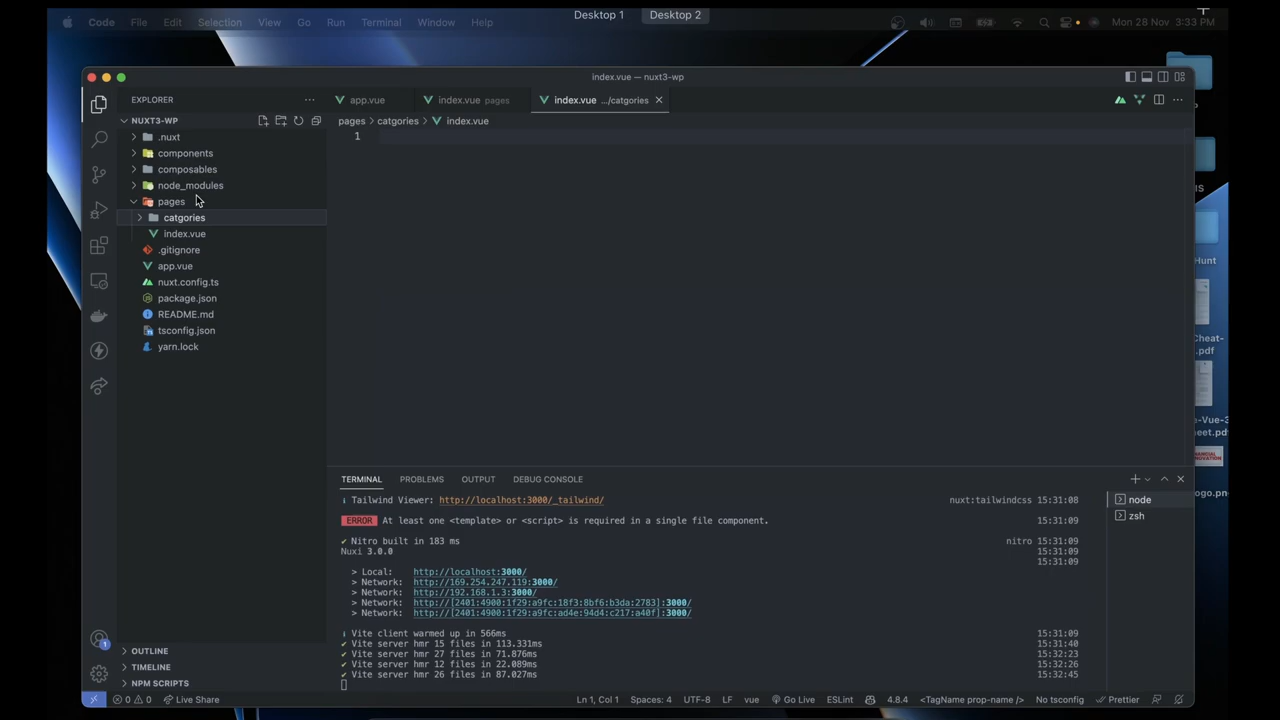 Desktop 1 Desktop 2
Code File Edit Selection View Go Run Terminal Window Help Mon 28 Nov 3:33 PM
index.vue — nuxt3-wp
EXPLORER
app.vue index.vue pages index.vue .../catgories
NUXT3-WP
pages catgories index.vue
1
.nuxt
components
composables
node_modules
pages
catgories
index.vue
.gitignore
app.vue
nuxt.config.ts
package.json
README.md
tsconfig.json
yarn.lock
IS
Hunt
Cheat-
.pdf
e-Vue-3-
eet.pdf
ogo.png
TERMINAL PROBLEMS OUTPUT DEBUG CONSOLE
node
zsh
Tailwind Viewer: http://localhost:3000/_tailwind/ nuxt:tailwindcss 15:31:08
ERROR At least one <template> or <script> is required in a single file component. 15:31:09
✔ Nitro built in 183 ms nitro 15:31:09
Nuxi 3.0.0 15:31:09
15:31:09
> Local: http://localhost:3000/
> Network: http://169.254.247.119:3000/
> Network: http://192.168.1.3:3000/
> Network: http://[2401:4900:1f29:a9fc:18f3:8bf6:b3da:2783]:3000/
> Network: http://[2401:4900:1f29:a9fc:ad4e:94d4:c217:a40f]:3000/
Vite client warmed up in 566ms 15:31:09
✔ Vite server hmr 15 files in 113.331ms 15:31:40
✔ Vite server hmr 27 files in 71.876ms 15:32:23
✔ Vite server hmr 12 files in 22.089ms 15:32:26
✔ Vite server hmr 26 files in 87.027ms 15:32:45
OUTLINE
TIMELINE
NPM SCRIPTS
1
0 0 Live Share Ln 1, Col 1 Spaces: 4 UTF-8 LF vue Go Live ESLint 4.8.4 <TagName prop-name /> No tsconfig Prettier